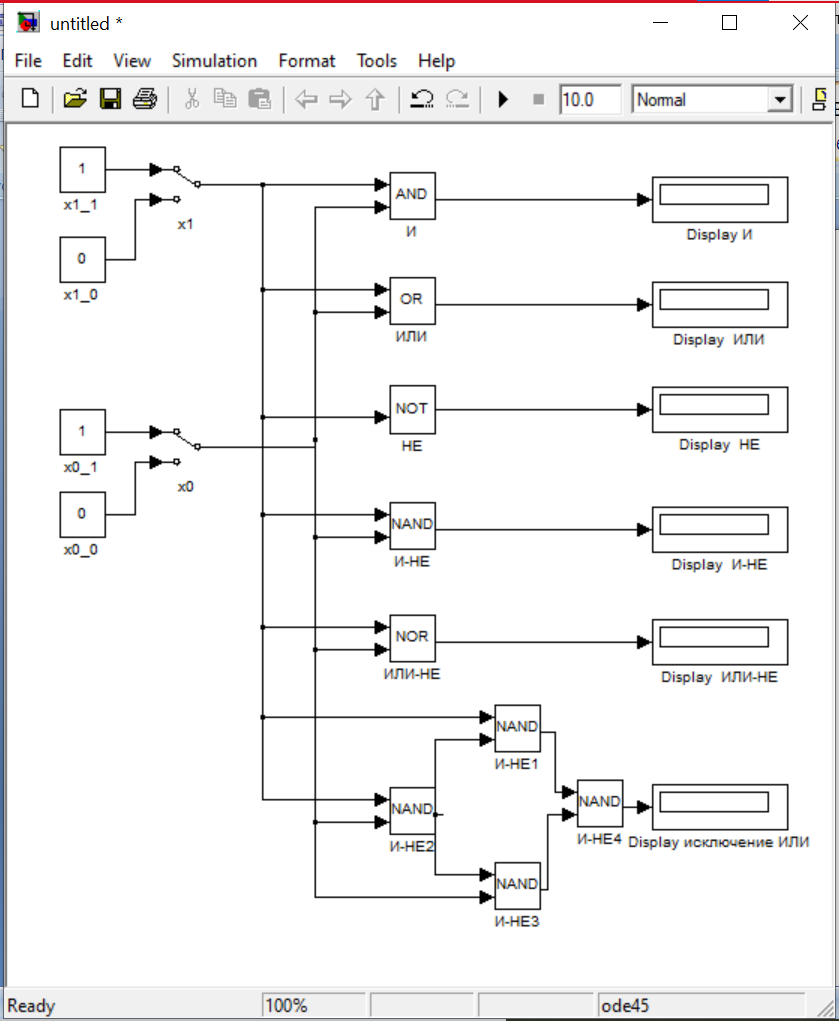 untitled *
File Edit View Simulation Format Tools Help
10.0 Normal
1
x1_1
x1
0
x1_0
AND
И
Display И
OR
ИЛИ
Display ИЛИ
1
x0_1
x0
0
x0_0
NOT
НЕ
Display НЕ
NAND
И-НЕ
Display И-НЕ
NOR
ИЛИ-НЕ
Display ИЛИ-НЕ
NAND
И-НЕ1
NAND
И-НЕ2
NAND
И-НЕ4
Display исключение ИЛИ
NAND
И-НЕ3
Ready 100% ode45